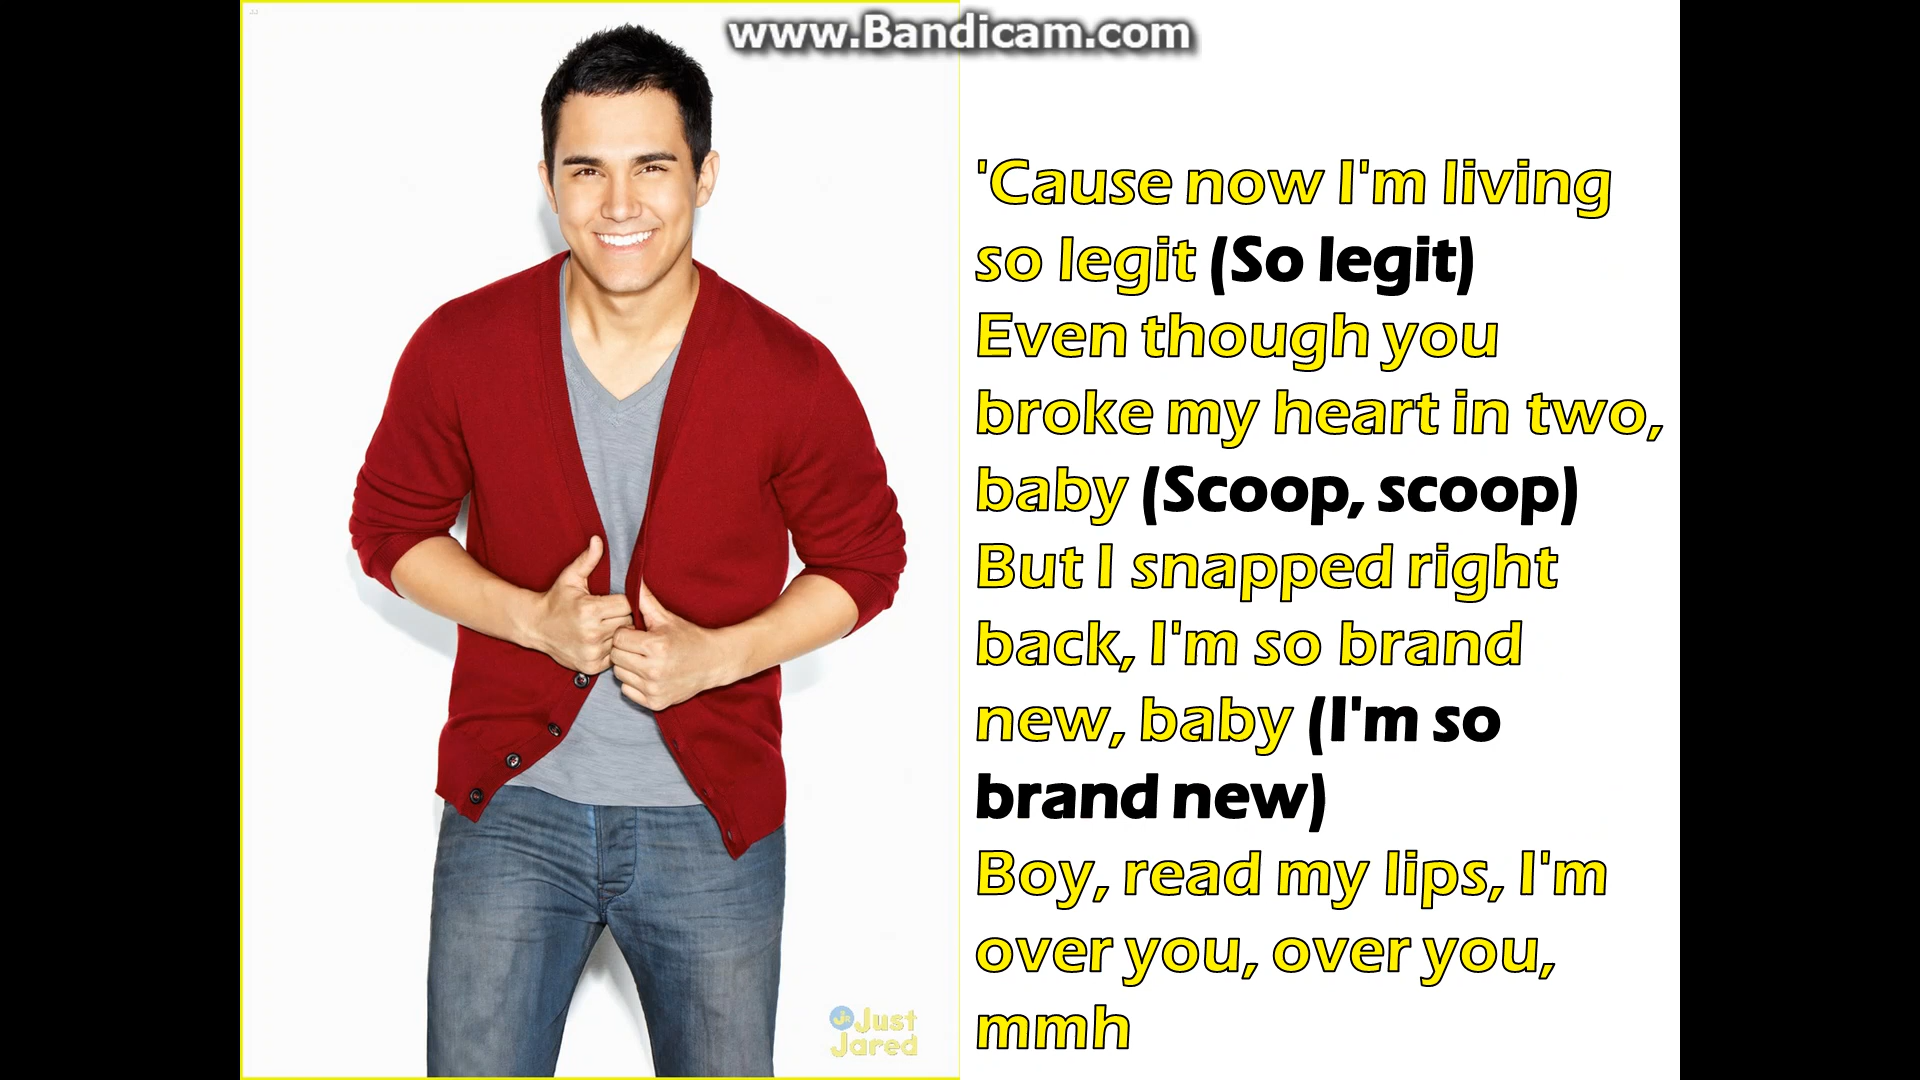 www.Bandicam.com
'Cause now I'm living
so legit (So legit)
Even though you
broke my heart in two,
baby (Scoop, scoop)
But I snapped right
back, I'm so brand
new, baby (I'm so
brand new)
Boy, read my lips, I'm
over you, over you,
mmh
JR Just
Jared